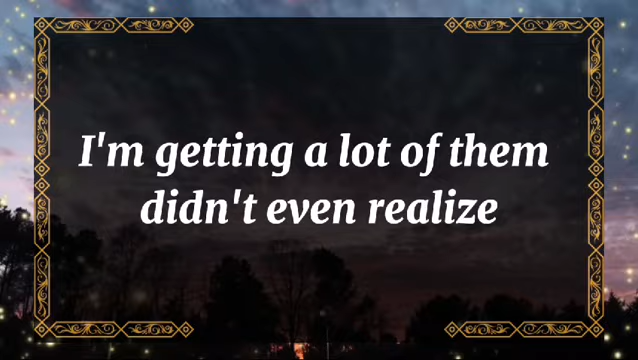 I'm getting a lot of them
didn't even realize